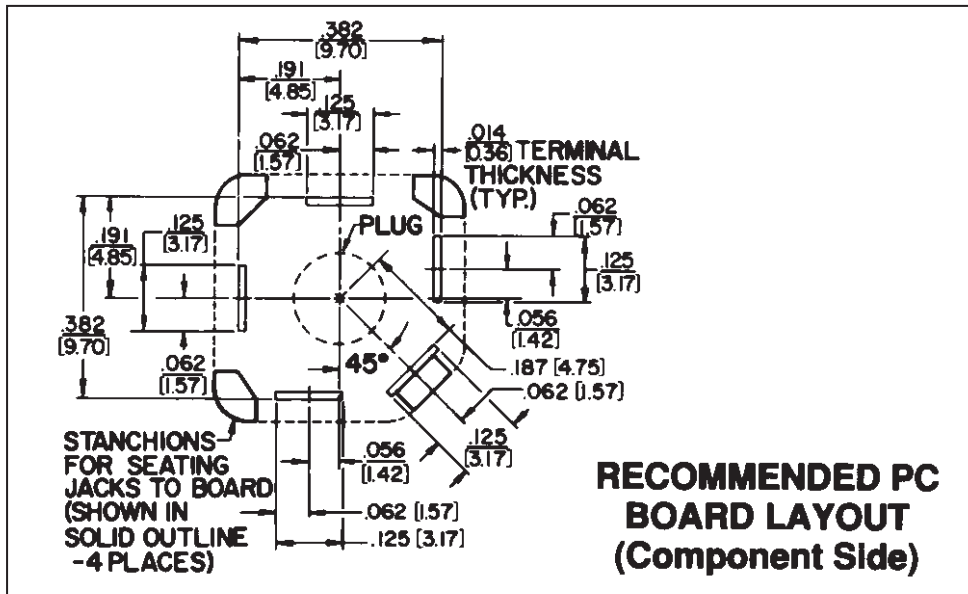 .382
[9.70]
.191
[4.85]
.125
[3.17]
.062
[1.57]
.014
[0.36] TERMINAL
THICKNESS
(TYP.)
.062
[1.57]
.125
[3.17]
PLUG
.191
[4.85]
.125
[3.17]
.056
[1.42]
.382
[9.70]
.062
[1.57]
45°
.187 [4.75]
.062 [1.57]
.125
[3.17]
STANCHIONS
FOR SEATING
JACKS TO BOARD
(SHOWN IN
SOLID OUTLINE
-4 PLACES)
.056
[1.42]
.062 [1.57]
.125 [3.17]
RECOMMENDED PC
BOARD LAYOUT
(Component Side)